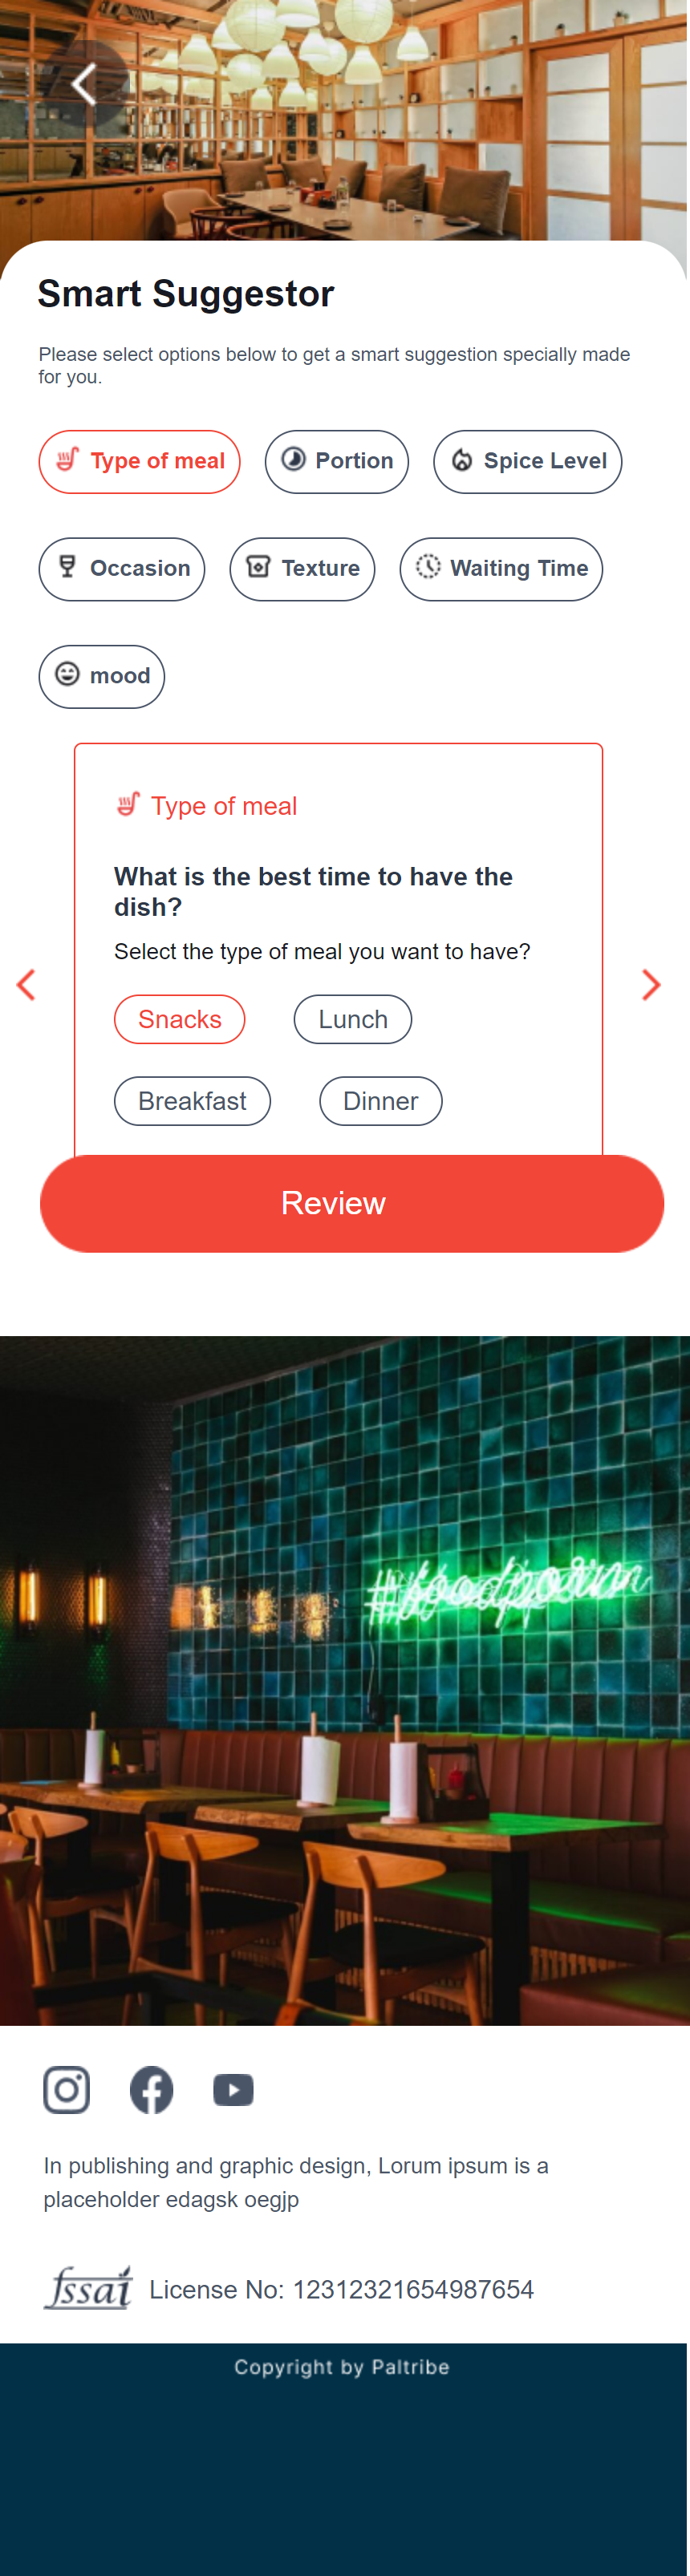 Smart Suggestor
Please select options below to get a smart suggestion specially made
for you.
Type of meal
Portion
Spice Level
Occasion
Texture
Waiting Time
mood
Type of meal
What is the best time to have the
dish?
Select the type of meal you want to have?
Snacks
Lunch
Breakfast
Dinner
Review
#foodporn
In publishing and graphic design, Lorum ipsum is a
placeholder edagsk oegjp
fssai
License No: 12312321654987654
Copyright by Paltribe